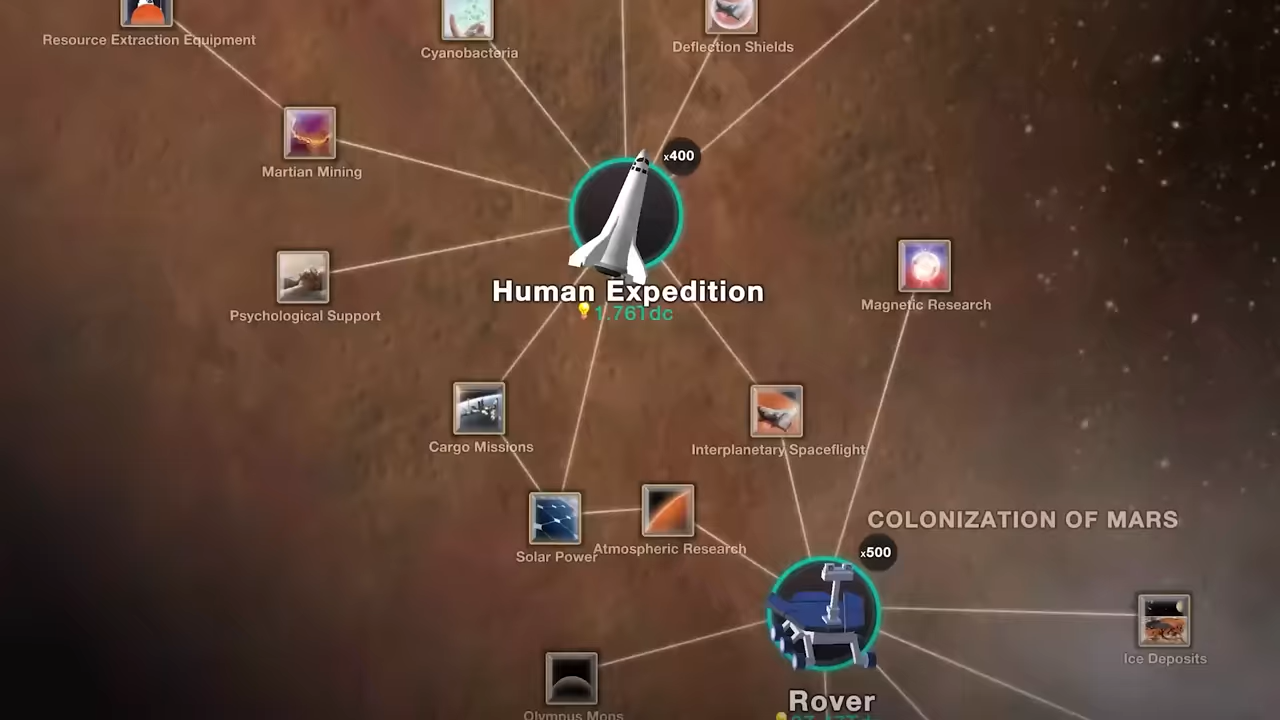 Resource Extraction Equipment
Cyanobacteria
Deflection Shields
x400
Martian Mining
Human Expedition
1.76Tdc
Magnetic Research
Psychological Support
Cargo Missions
Interplanetary Spaceflight
COLONIZATION OF MARS
Solar Power
Atmospheric Research
x500
Ice Deposits
Rover
Olympus Mons